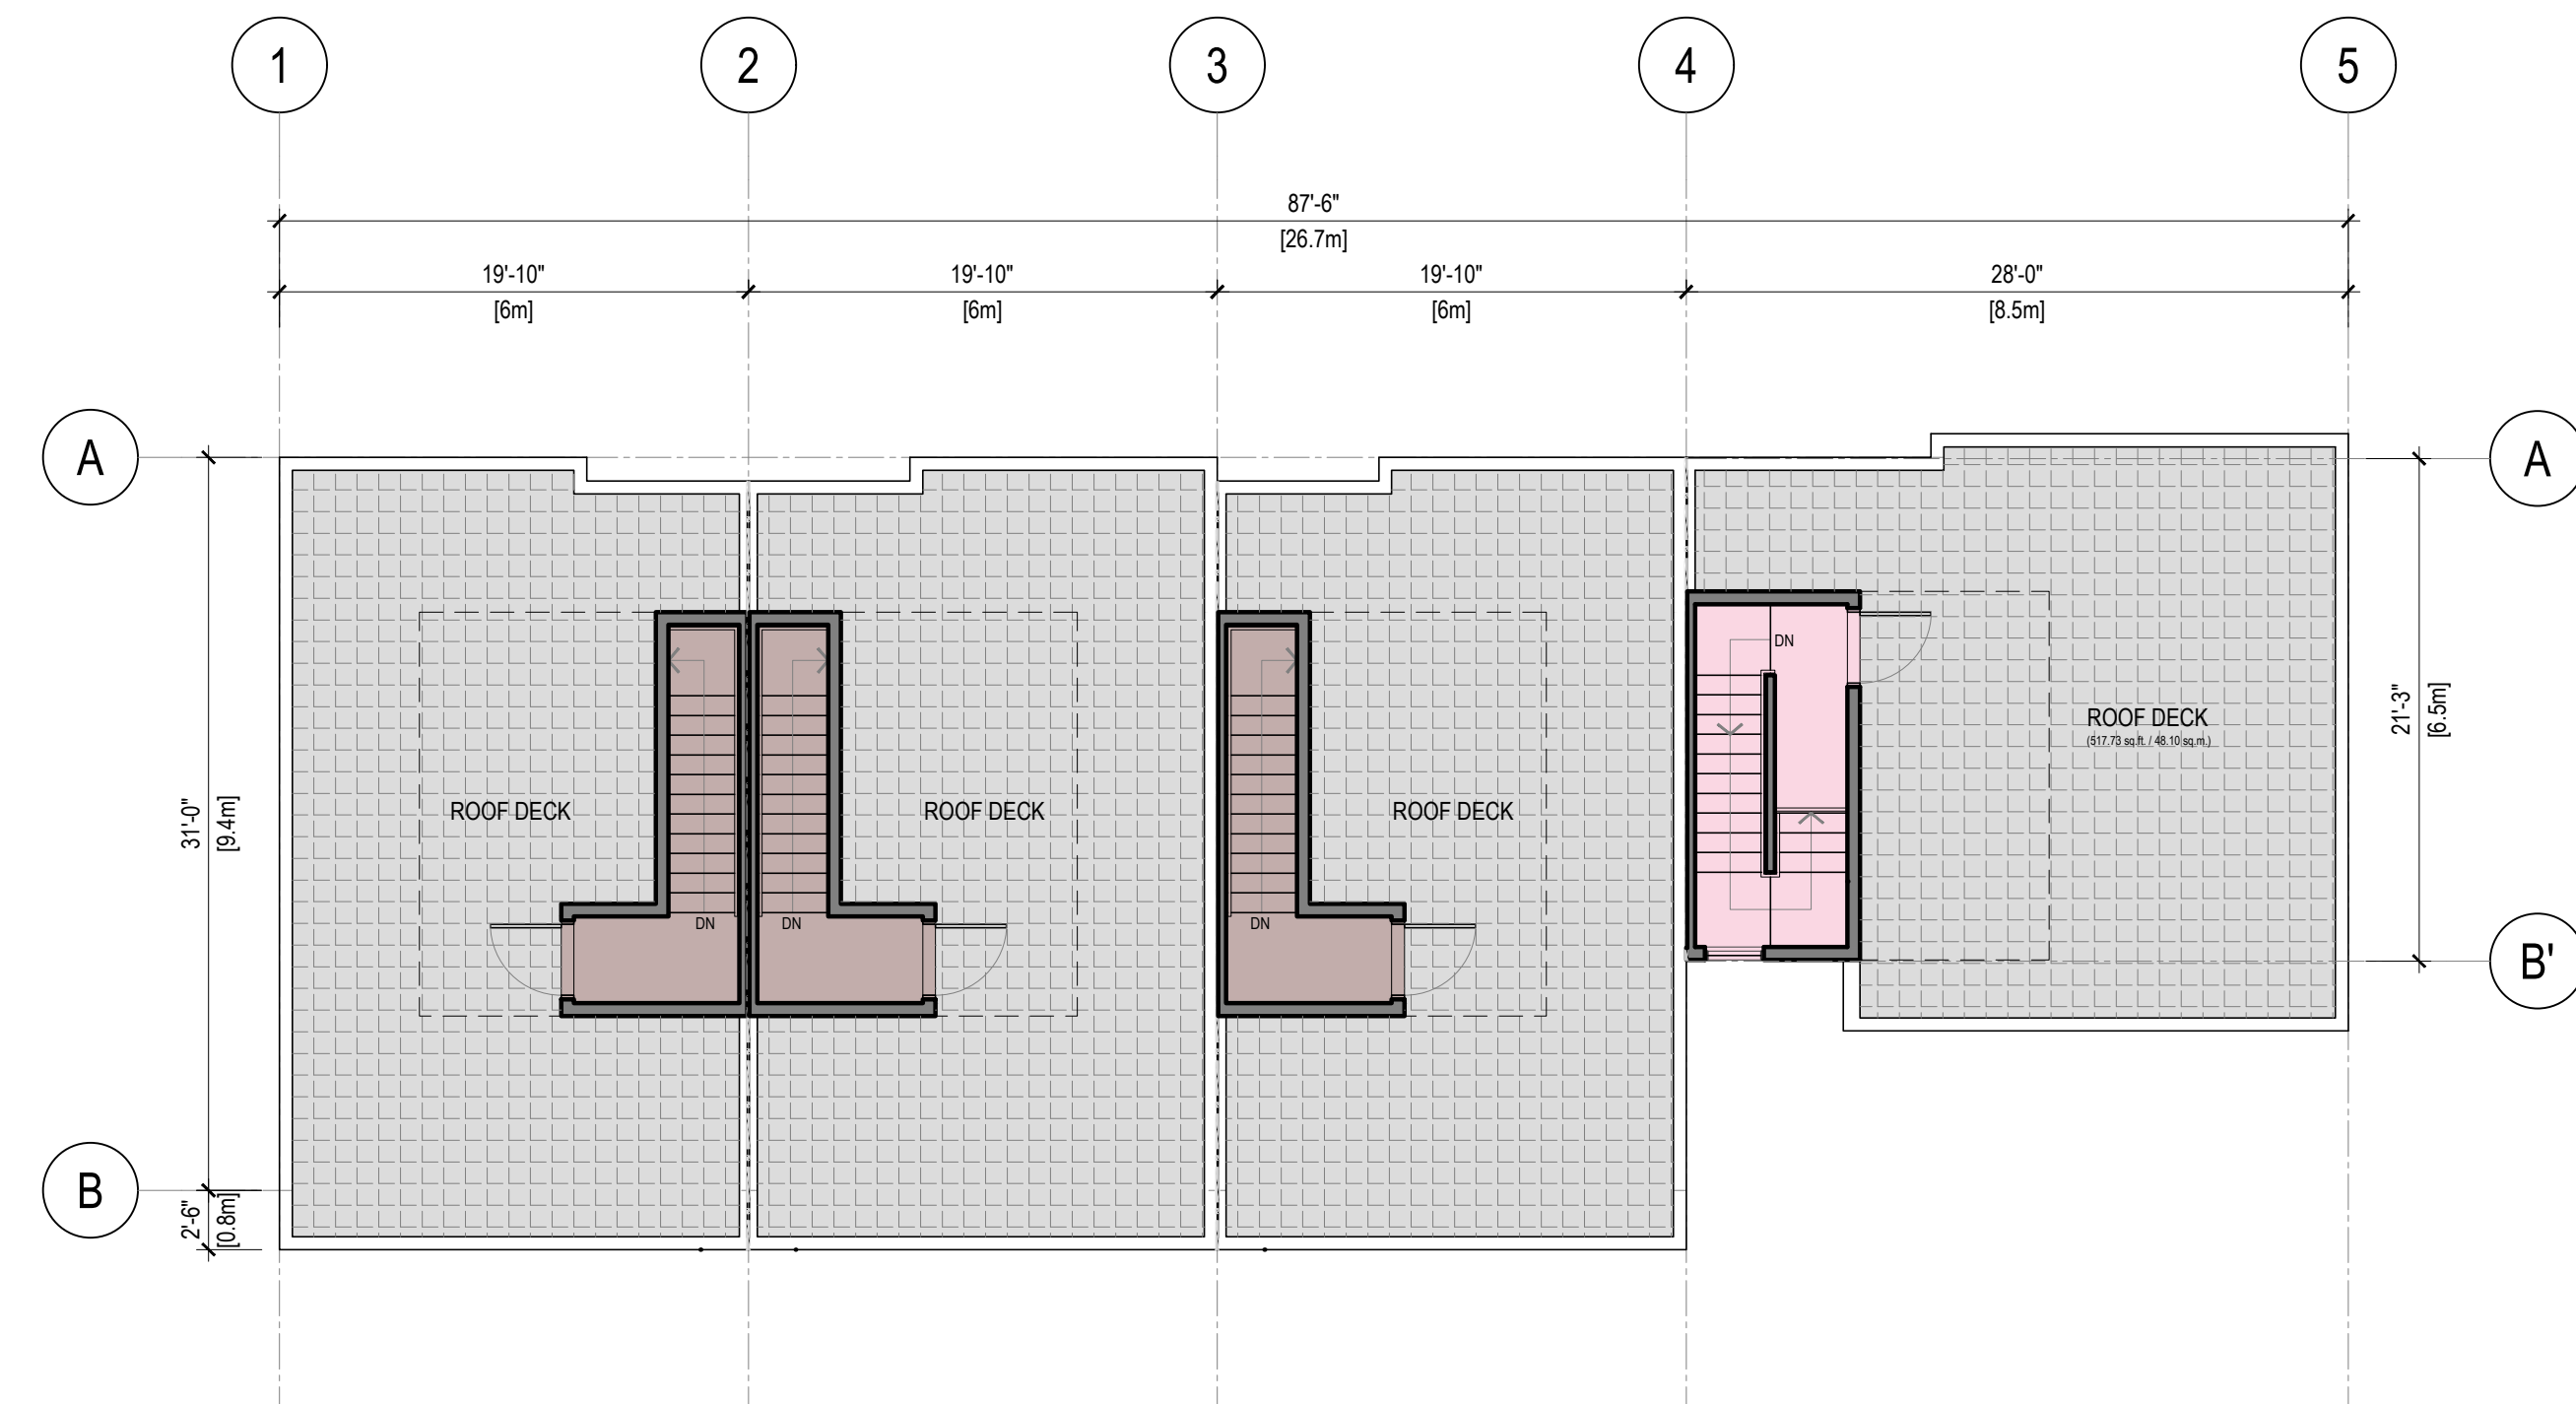 1 2 3 4 5
87'-6"
[26.7m]
19'-10" 19'-10" 19'-10" 28'-0"
[6m] [6m] [6m] [8.5m]
A A
DN
ROOF DECK
(517.73 sq.ft. / 48.10 sq.m.)
21'-3"
[6.5m]
31'-0"
[9.4m]
ROOF DECK ROOF DECK ROOF DECK
DN DN DN
B'
B
2'-6"
[0.8m]